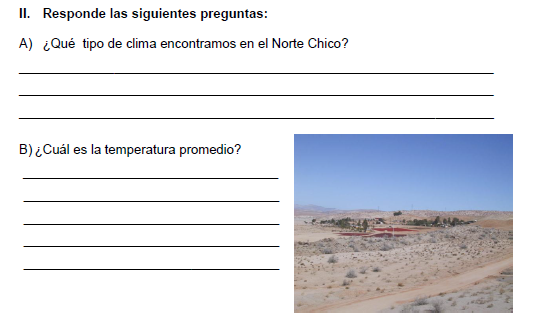 II. Responde las siguientes preguntas:
A) ¿Qué tipo de clima encontramos en el Norte Chico?
B) ¿Cuál es la temperatura promedio?